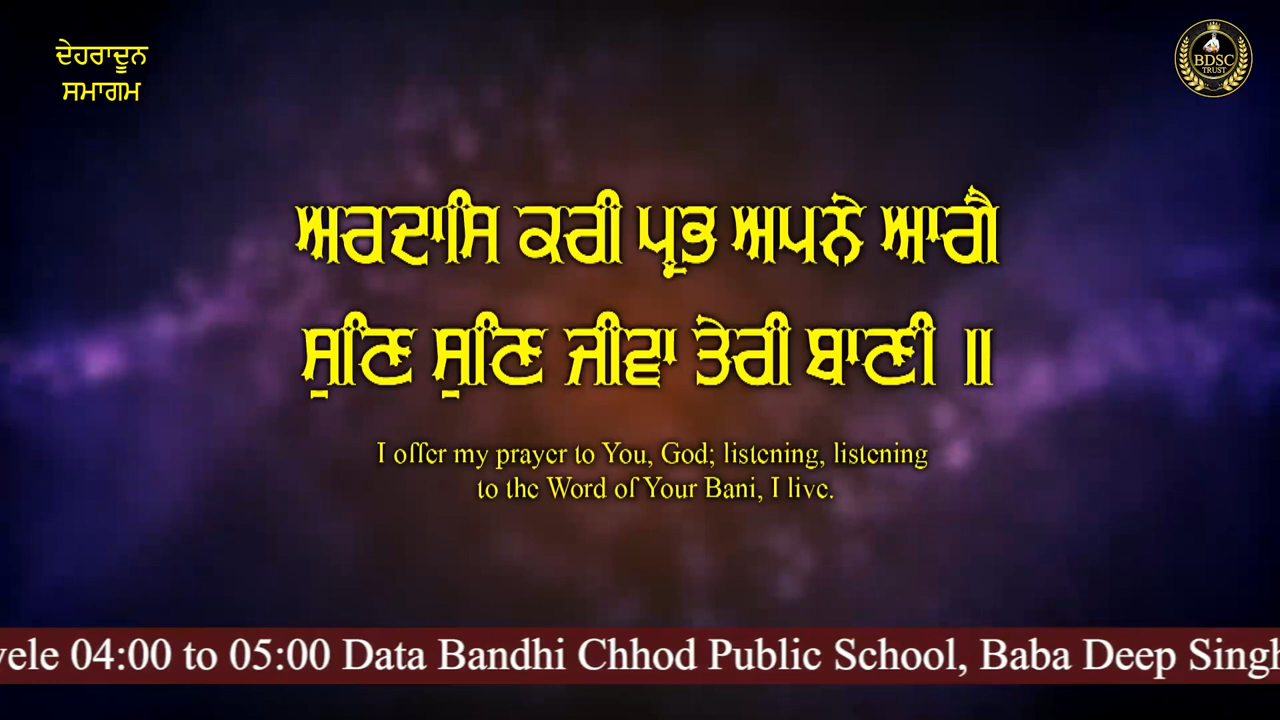 ਦੇਹਰਾਦੂਨ
ਸਮਾਗਮ
BDSC
TRUST
ਅਰਦਾਸਿ ਕਰੀ ਪ੍ਰਭ ਅਪਨੇ ਆਗੈ
ਸੁਣਿ ਸੁਣਿ ਜੀਵਾ ਤੇਰੀ ਬਾਣੀ ॥
I offer my prayer to You, God; listening, listening
to the Word of Your Bani, I live.
vele 04:00 to 05:00 Data Bandhi Chhod Public School, Baba Deep Singh